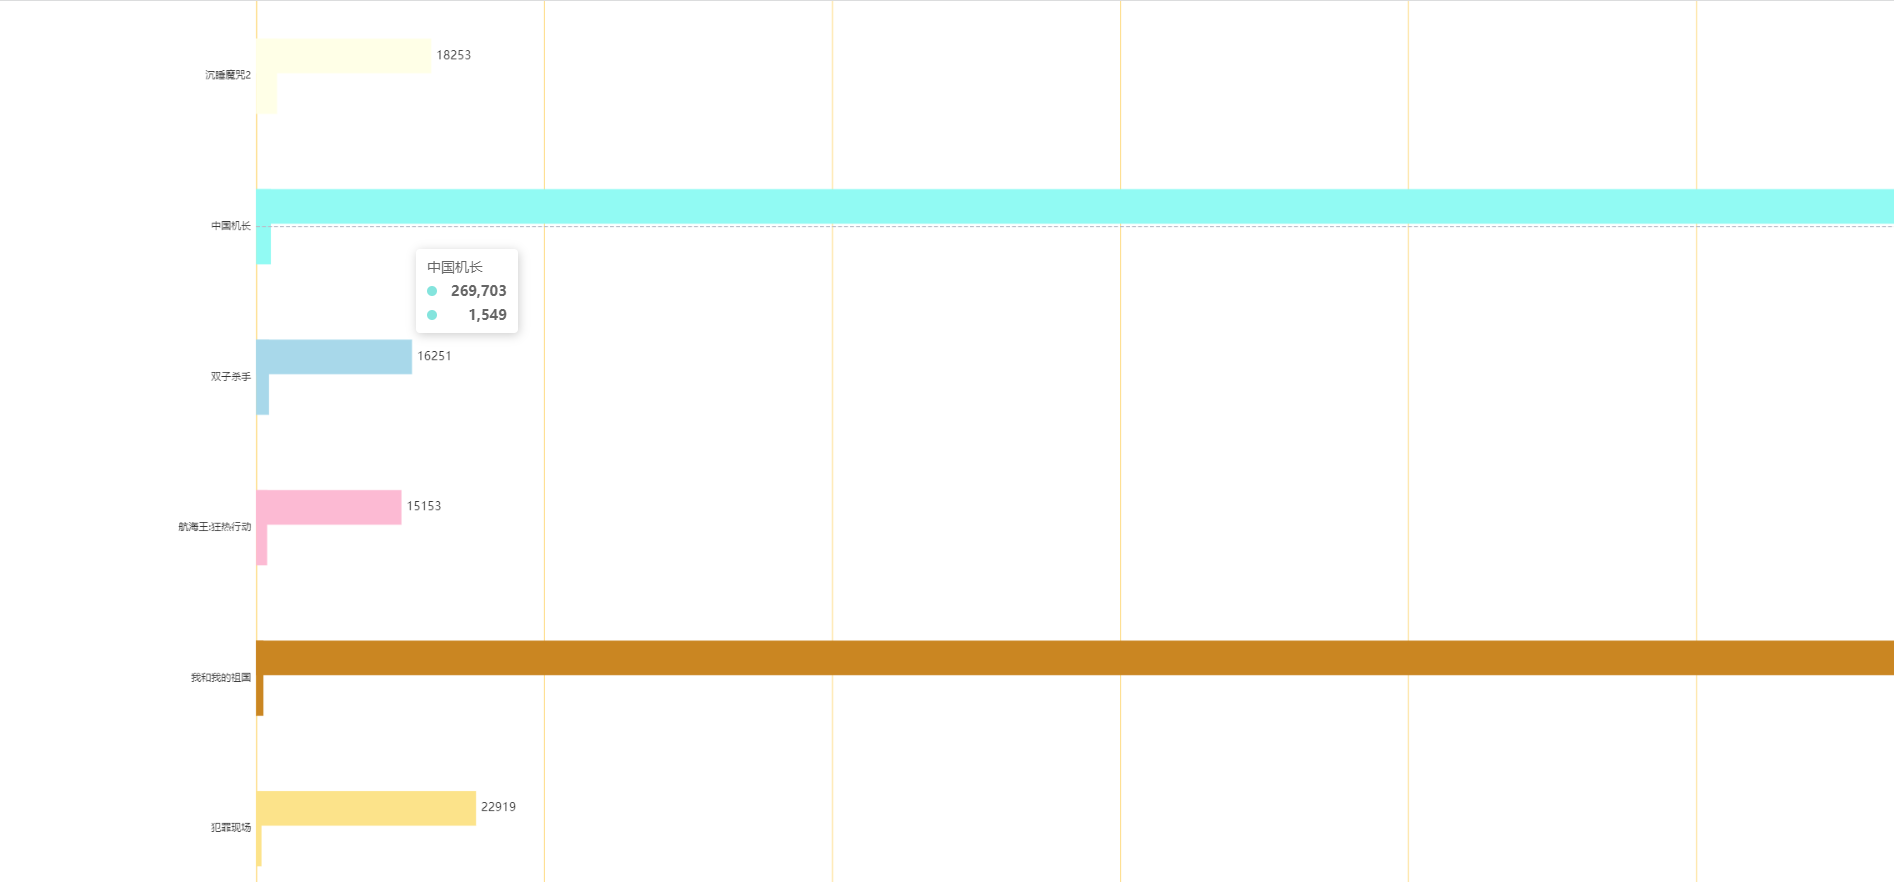 18253
沉睡魔咒2
中国机长
中国机长
269,703
1,549
16251
双子杀手
15153
航海王:狂热行动
我和我的祖国
22919
犯罪现场